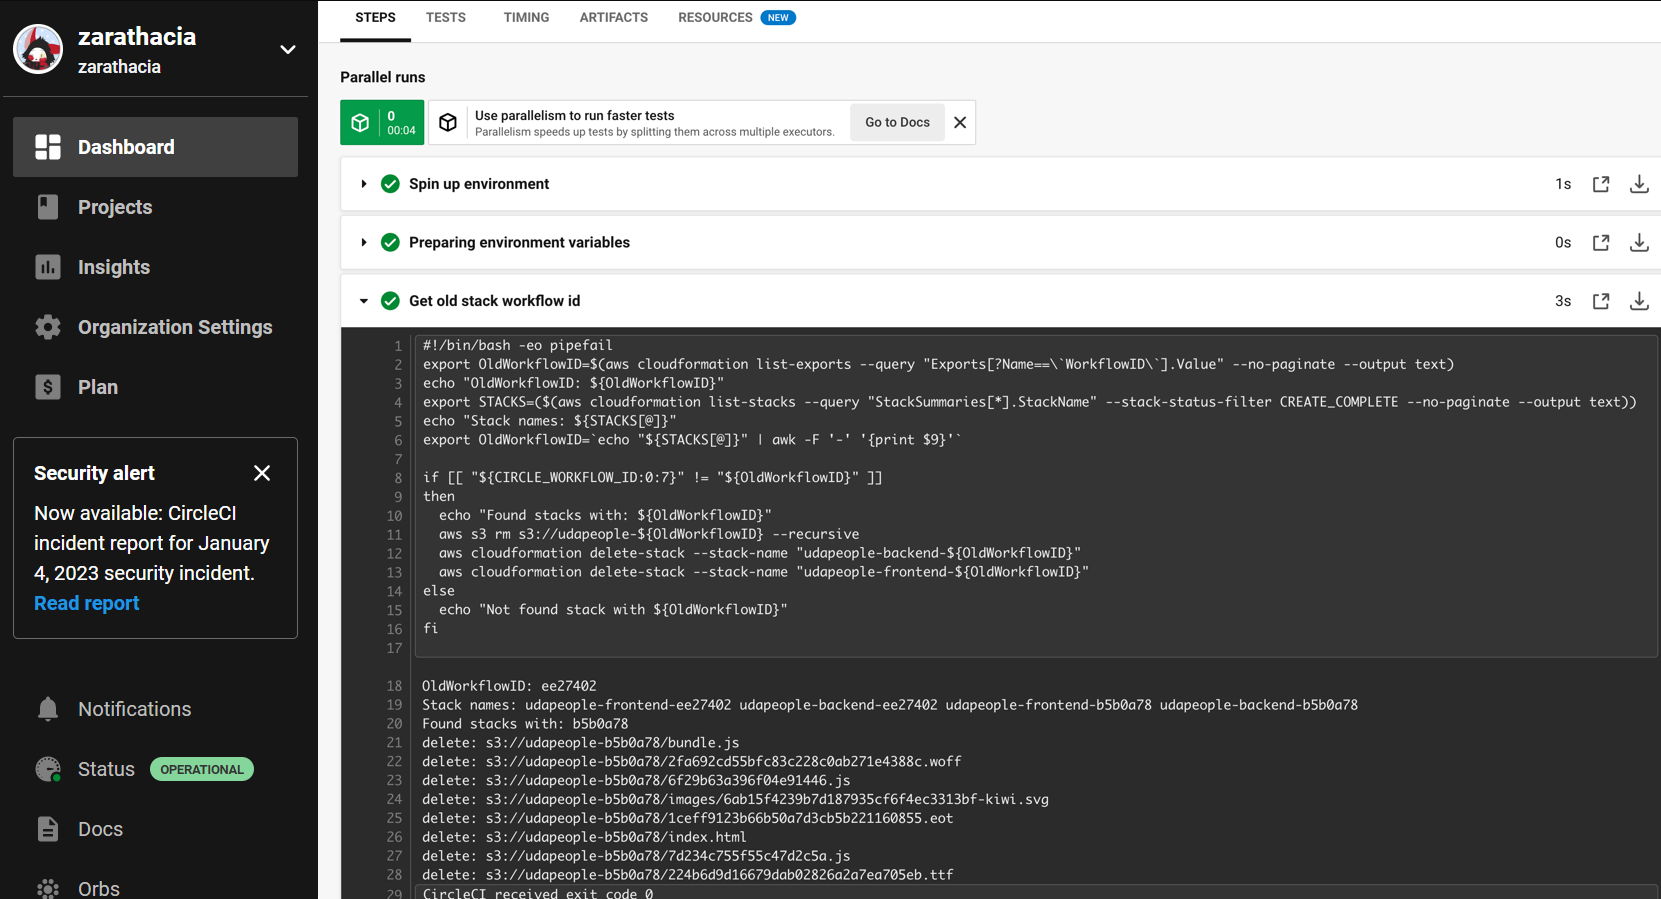 zarathacia
zarathacia
Dashboard
Projects
Insights
Organization Settings
Plan
Security alert
Now available: CircleCI
incident report for January
4, 2023 security incident.
Read report
Notifications
Status OPERATIONAL
Docs
Orbs
STEPS TESTS TIMING ARTIFACTS RESOURCES NEW
Parallel runs
0
00:04
Use parallelism to run faster tests
Parallelism speeds up tests by splitting them across multiple executors.
Go to Docs
Spin up environment 1s
Preparing environment variables 0s
Get old stack workflow id 3s
1 #!/bin/bash -eo pipefail
2 export OldWorkflowID=$(aws cloudformation list-exports --query "Exports[?Name==\`WorkflowID\`].Value" --no-paginate --output text)
3 echo "OldWorkflowID: ${OldWorkflowID}"
4 export STACKS=($(aws cloudformation list-stacks --query "StackSummaries[*].StackName" --stack-status-filter CREATE_COMPLETE --no-paginate --output text))
5 echo "Stack names: ${STACKS[@]}"
6 export OldWorkflowID=`echo "${STACKS[@]}" | awk -F '-' '{print $9}'`
7
8 if [[ "${CIRCLE_WORKFLOW_ID:0:7}" != "${OldWorkflowID}" ]]
9 then
10   echo "Found stacks with: ${OldWorkflowID}"
11   aws s3 rm s3://udapeople-${OldWorkflowID} --recursive
12   aws cloudformation delete-stack --stack-name "udapeople-backend-${OldWorkflowID}"
13   aws cloudformation delete-stack --stack-name "udapeople-frontend-${OldWorkflowID}"
14 else
15   echo "Not found stack with ${OldWorkflowID}"
16 fi
17
18 OldWorkflowID: ee27402
19 Stack names: udapeople-frontend-ee27402 udapeople-backend-ee27402 udapeople-frontend-b5b0a78 udapeople-backend-b5b0a78
20 Found stacks with: b5b0a78
21 delete: s3://udapeople-b5b0a78/bundle.js
22 delete: s3://udapeople-b5b0a78/2fa692cd55bfc83c228c0ab271e4388c.woff
23 delete: s3://udapeople-b5b0a78/6f29b63a396f04e91446.js
24 delete: s3://udapeople-b5b0a78/images/6ab15f4239b7d187935cf6f4ec3313bf-kiwi.svg
25 delete: s3://udapeople-b5b0a78/1ceff9123b66b50a7d3cb5b221160855.eot
26 delete: s3://udapeople-b5b0a78/index.html
27 delete: s3://udapeople-b5b0a78/7d234c755f55c47d2c5a.js
28 delete: s3://udapeople-b5b0a78/224b6d9d16679dab02826a2a7ea705eb.ttf
29 CircleCI received exit code 0